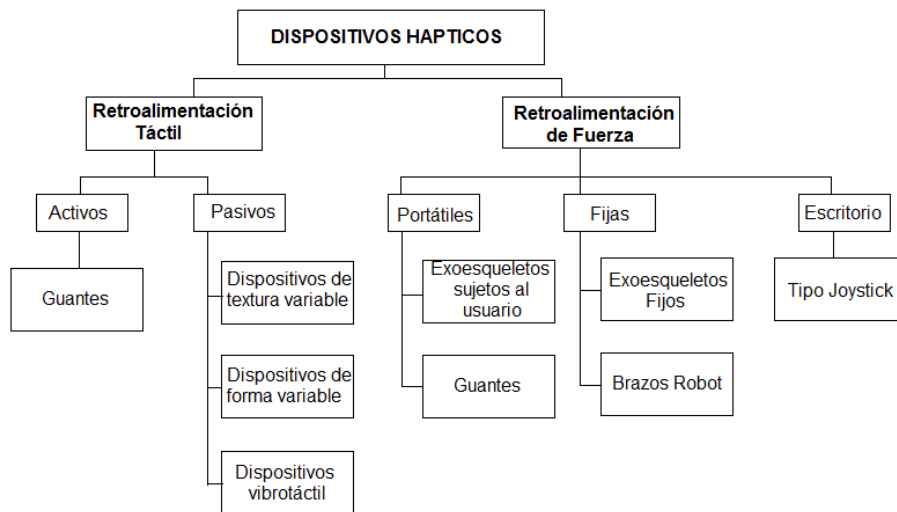 DISPOSITIVOS HAPTICOS
Retroalimentación
Táctil
Retroalimentación
de Fuerza
Activos
Pasivos
Portátiles
Fijas
Escritorio
Guantes
Dispositivos de
textura variable
Dispositivos de
forma variable
Dispositivos
vibrotáctil
Exoesqueletos
sujetos al
usuario
Guantes
Exoesqueletos
Fijos
Brazos Robot
Tipo Joystick